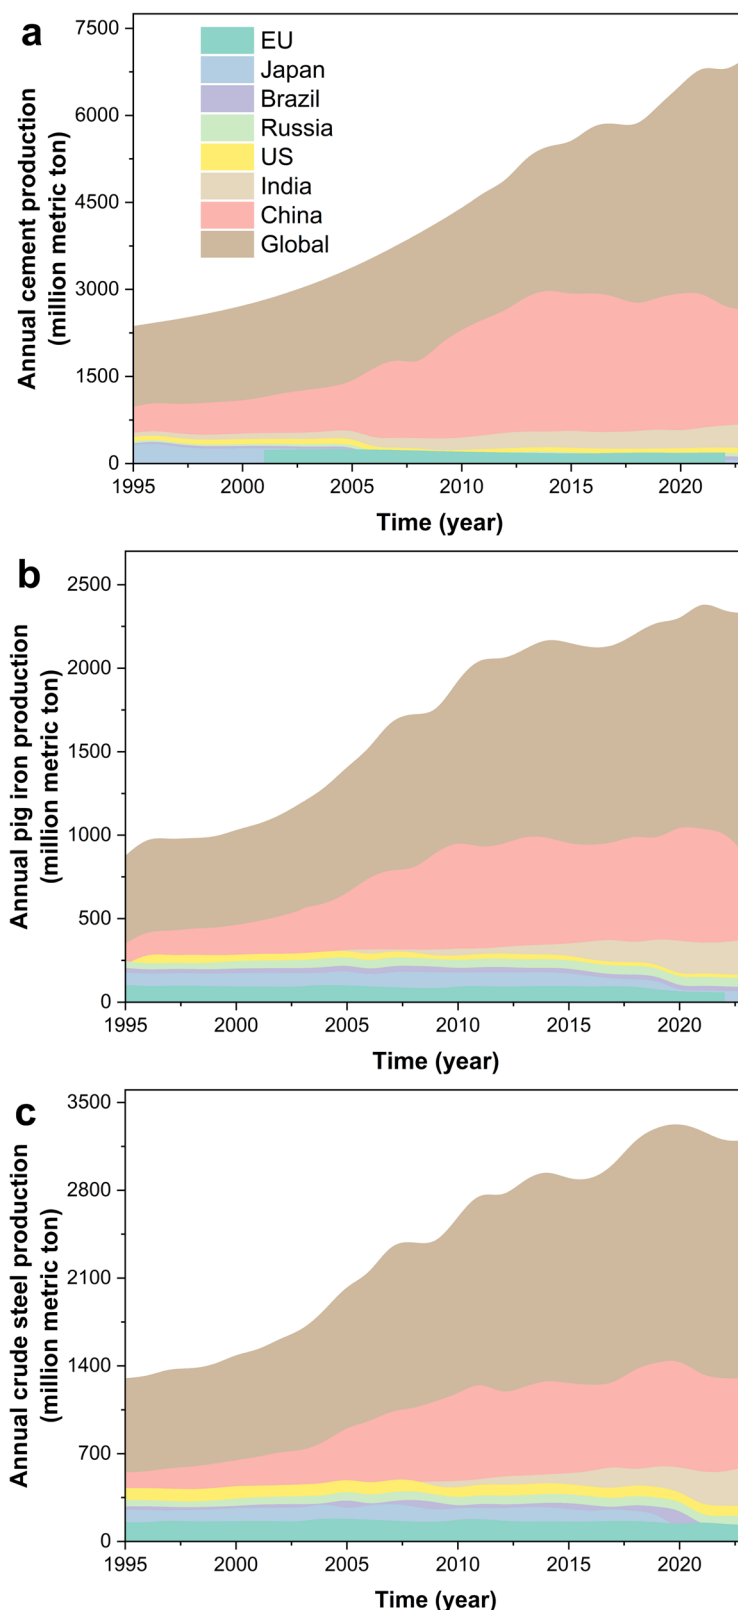 a
7500
6000
4500
3000
1500
0
Annual cement production
(million metric ton)
EU
Japan
Brazil
Russia
US
India
China
Global
1995 2000 2005 2010 2015 2020
Time (year)
b
2500
2000
1500
1000
500
0
Annual pig iron production
(million metric ton)
1995 2000 2005 2010 2015 2020
Time (year)
c
3500
2800
2100
1400
700
0
Annual crude steel production
(million metric ton)
1995 2000 2005 2010 2015 2020
Time (year)